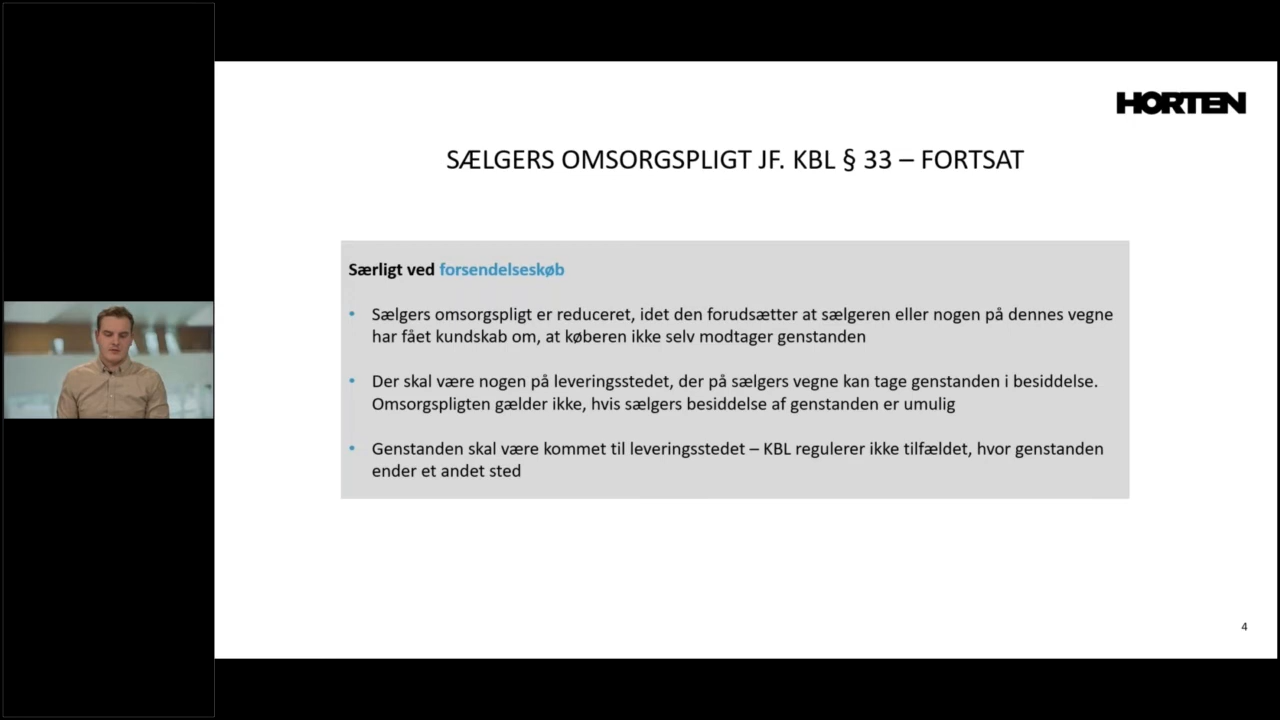 HORTEN
SÆLGERS OMSORGSPLIGT JF. KBL § 33 – FORTSAT
Særligt ved forsendelseskøb
• Sælgers omsorgspligt er reduceret, idet den forudsætter at sælgeren eller nogen på dennes vegne
har fået kundskab om, at køberen ikke selv modtager genstanden
• Der skal være nogen på leveringsstedet, der på sælgers vegne kan tage genstanden i besiddelse.
Omsorgspligten gælder ikke, hvis sælgers besiddelse af genstanden er umulig
• Genstanden skal være kommet til leveringsstedet – KBL regulerer ikke tilfældet, hvor genstanden
ender et andet sted
4